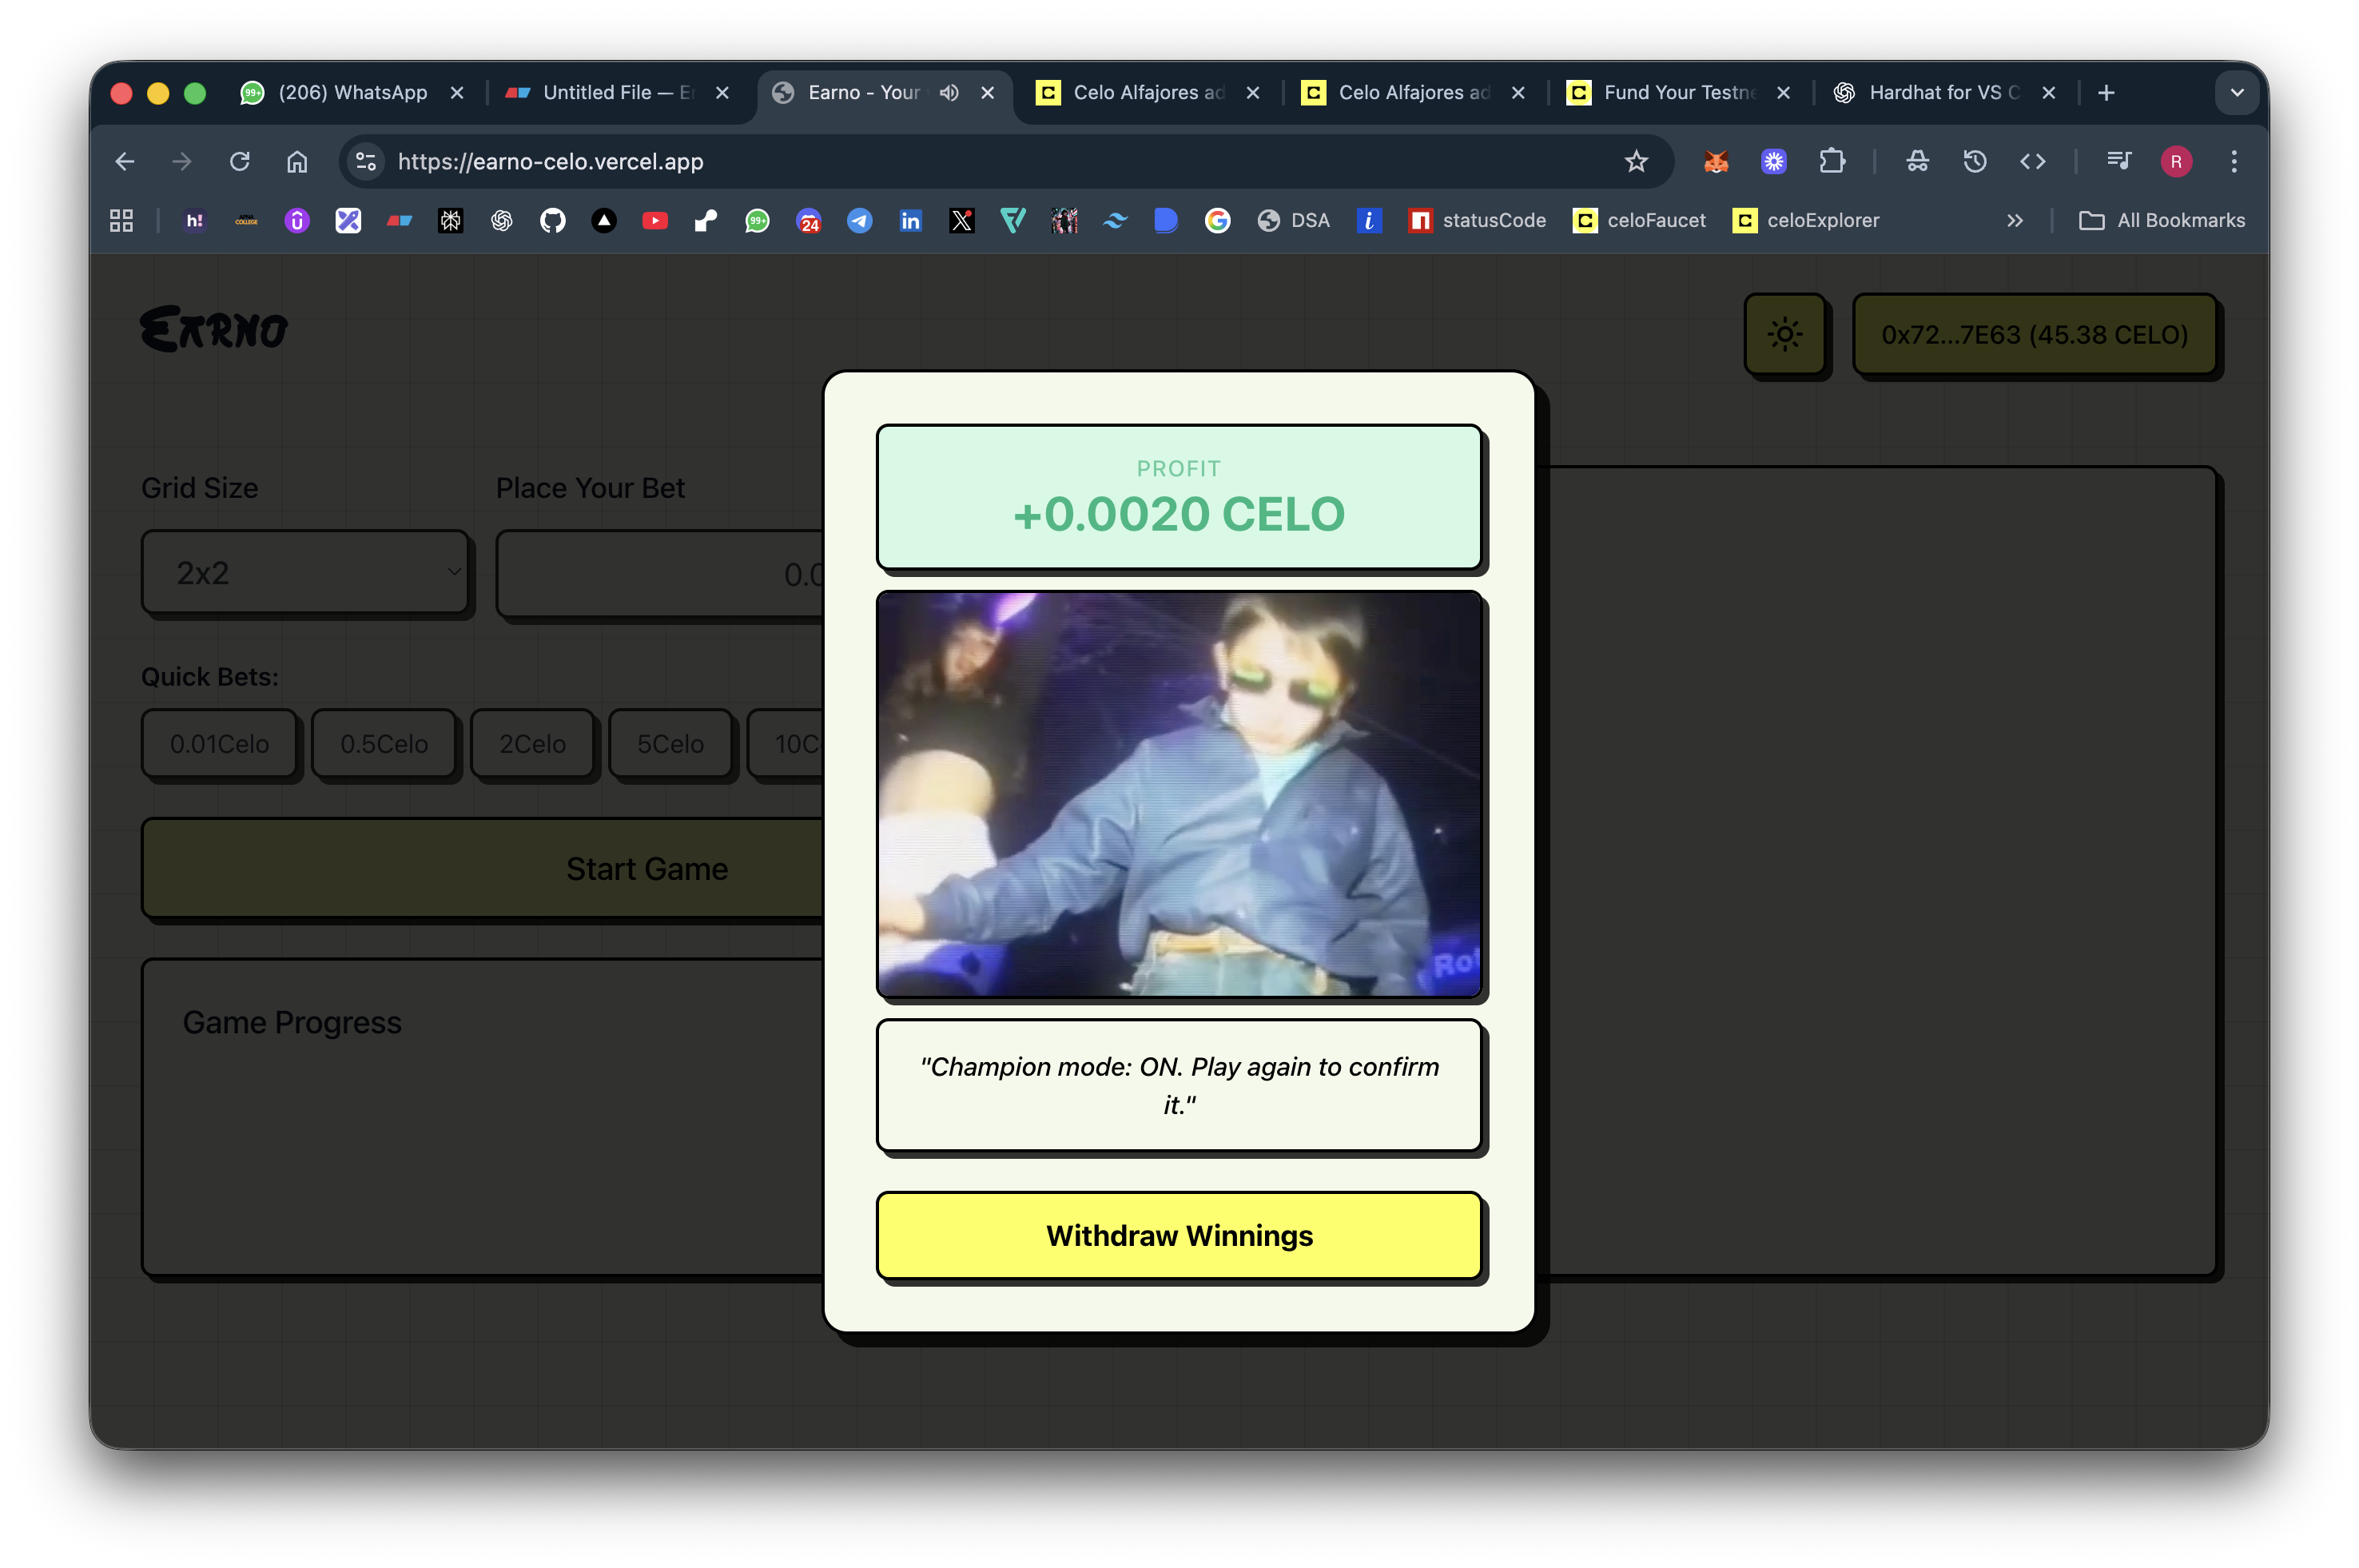 (206) WhatsApp
Untitled File — E
Earno - Your
Celo Alfajores ad
Celo Alfajores ad
Fund Your Testne
Hardhat for VS C
https://earno-celo.vercel.app
R
h!
24
DSA
statusCode
celoFaucet
celoExplorer
All Bookmarks
EARNO
0x72...7E63 (45.38 CELO)
Grid Size
Place Your Bet
2x2
0.0
Quick Bets:
0.01Celo
0.5Celo
2Celo
5Celo
10C
Start Game
Game Progress
PROFIT
+0.0020 CELO
Rot
"Champion mode: ON. Play again to confirm
it."
Withdraw Winnings